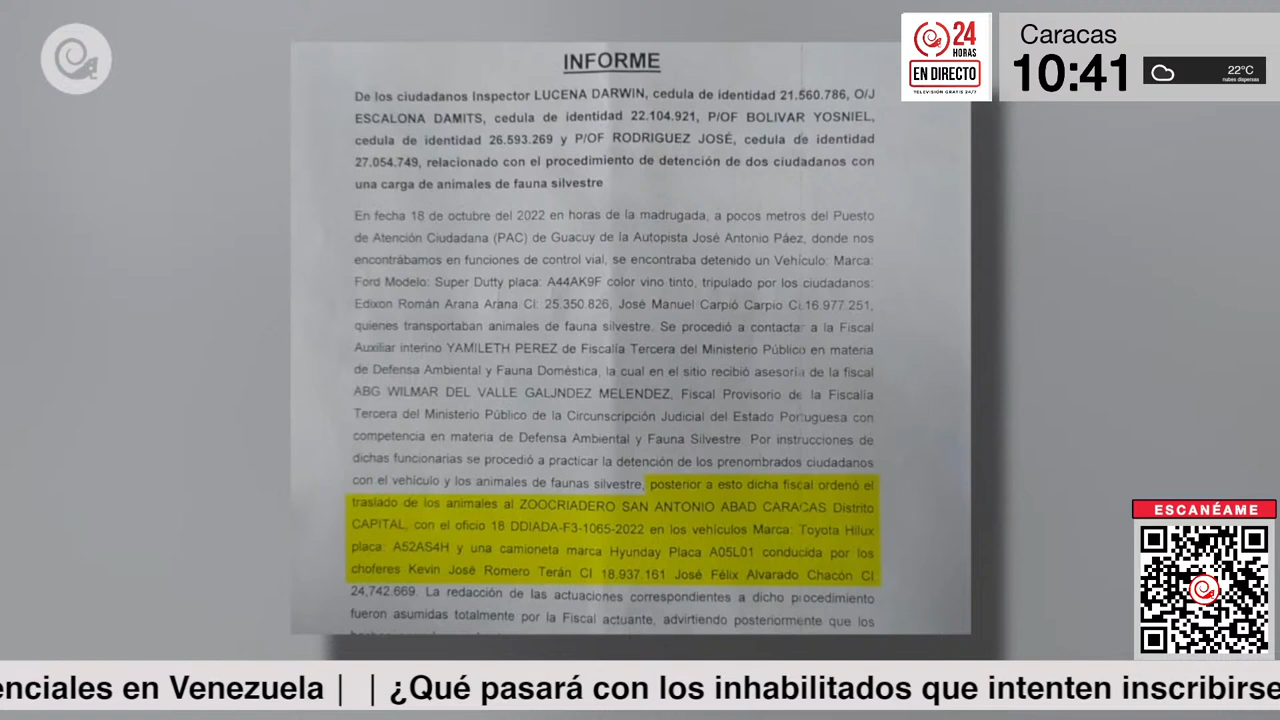 INFORME
De los ciudadanos Inspector LUCENA DARWIN, cedula de identidad 21.560.786, O/J
ESCALONA DAMITS, cedula de identidad 22.104.921, P/OF BOLIVAR YOSNIEL,
cedula de identidad 26.593.269 y P/OF RODRIGUEZ JOSÉ, cedula de identidad
27.054.749, relacionado con el procedimiento de detención de dos ciudadanos con
una carga de animales de fauna silvestre
En fecha 18 de octubre del 2022 en horas de la madrugada, a pocos metros del Puesto
de Atención Ciudadana (PAC) de Guacuy de la Autopista José Antonio Páez, donde nos
encontrábamos en funciones de control vial, se encontraba detenido un Vehículo: Marca:
Ford Modelo: Super Dutty placa: A44AK9F color vino tinto, tripulado por los ciudadanos:
Edixon Román Arana Arana CI: 25.350.826, José Manuel Carpió Carpio Ci.16.977.251,
quienes transportaban animales de fauna silvestre. Se procedió a contactar a la Fiscal
Auxiliar interino YAMILETH PEREZ de Fiscalía Tercera del Ministerio Público en materia
de Defensa Ambiental y Fauna Doméstica, la cual en el sitio recibió asesoría de la fiscal
ABG WILMAR DEL VALLE GALJNDEZ MELENDEZ, Fiscal Provisorio de la Fiscalía
Tercera del Ministerio Público de la Circunscripción Judicial del Estado Portuguesa con
competencia en materia de Defensa Ambiental y Fauna Silvestre. Por instrucciones de
dichas funcionarias se procedió a practicar la detención de los prenombrados ciudadanos
con el vehículo y los animales de faunas silvestre, posterior a esto dicha fiscal ordenó el
traslado de los animales al ZOOCRIADERO SAN ANTONIO ABAD CARACAS Distrito
CAPITAL, con el oficio 18 DDIADA-F3-1065-2022 en los vehículos Marca: Toyota Hilux
placa: A52AS4H y una camioneta marca Hyunday Placa A05L01 conducida por los
choferes Kevin José Romero Terán CI 18.937.161 José Félix Alvarado Chacón CI
24,742.669. La redacción de las actuaciones correspondientes a dicho procedimiento
fueron asumidas totalmente por la Fiscal actuante, advirtiendo posteriormente que los
24
HORAS
EN DIRECTO
TELEVISIÓN GRATIS 24/7
Caracas
10:41
22°C
nubes dispersas
ESCANÉAME
enciales en Venezuela | | ¿Qué pasará con los inhabilitados que intenten inscribirse